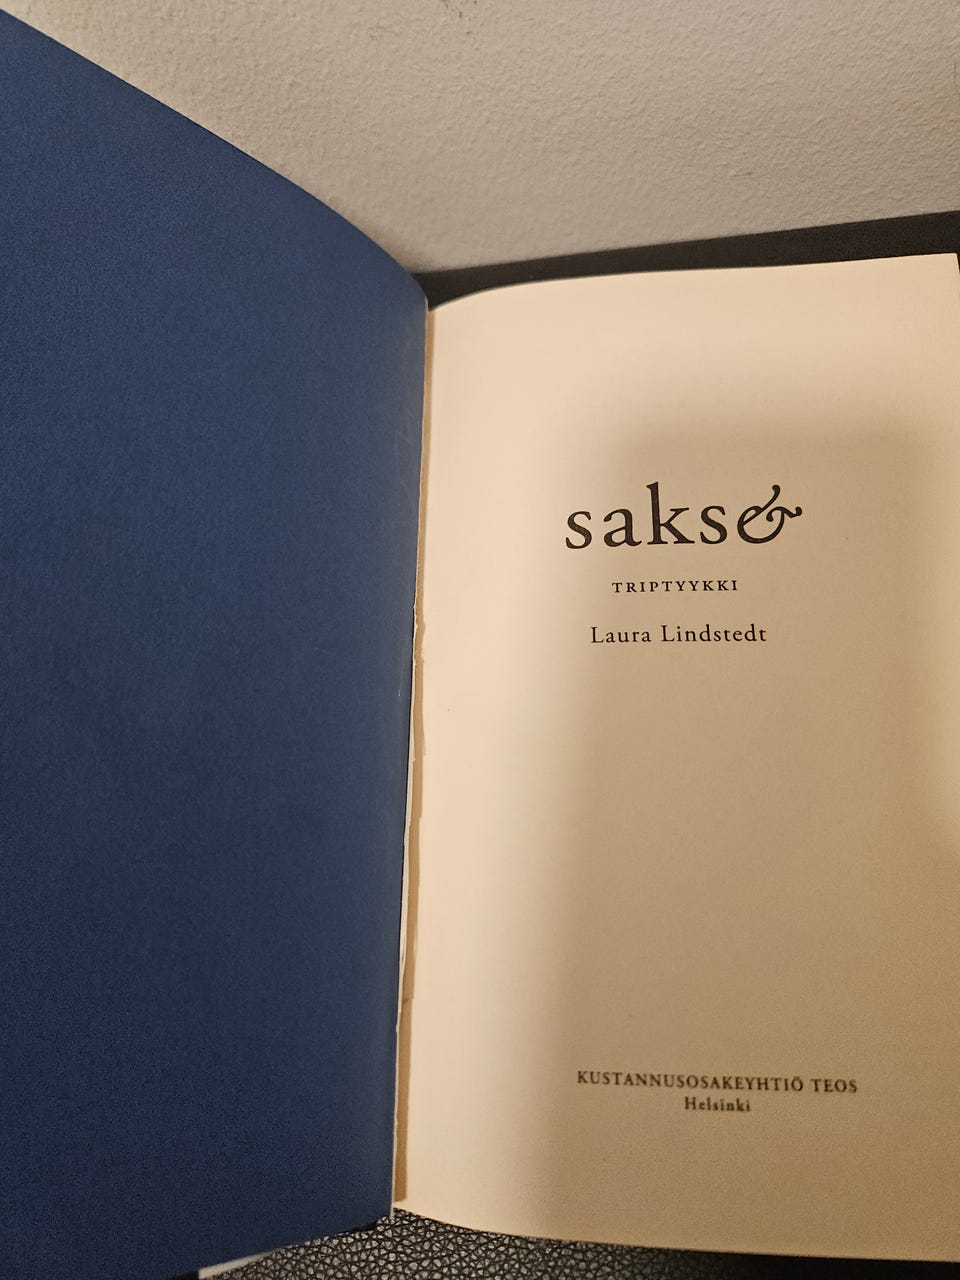 saks&
TRIPTYYKKI
Laura Lindstedt
KUSTANNUSOSAKEYHTIÖ TEOS
Helsinki